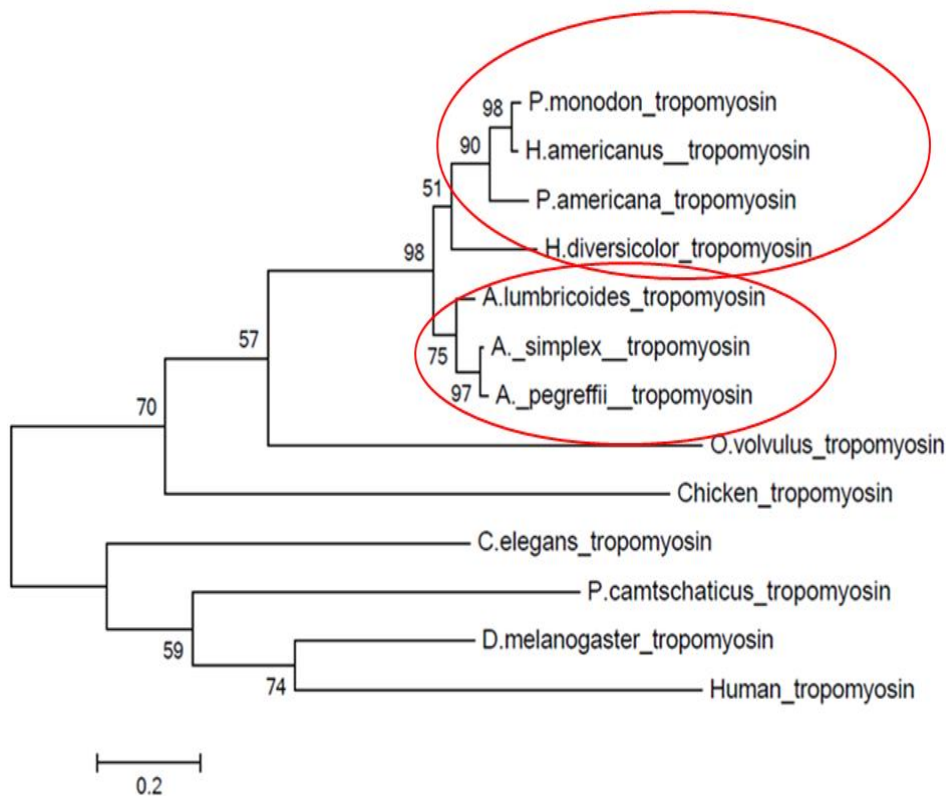 98
P.monodon_tropomyosin
90
H.americanus__tropomyosin
51
P.americana_tropomyosin
98
H.diversicolor_tropomyosin
A.lumbricoides_tropomyosin
57
75
A._simplex__tropomyosin
97
A._pegreffii__tropomyosin
70
O.volvulus_tropomyosin
Chicken_tropomyosin
C.elegans_tropomyosin
P.camtschaticus_tropomyosin
59
D.melanogaster_tropomyosin
74
Human_tropomyosin
0.2